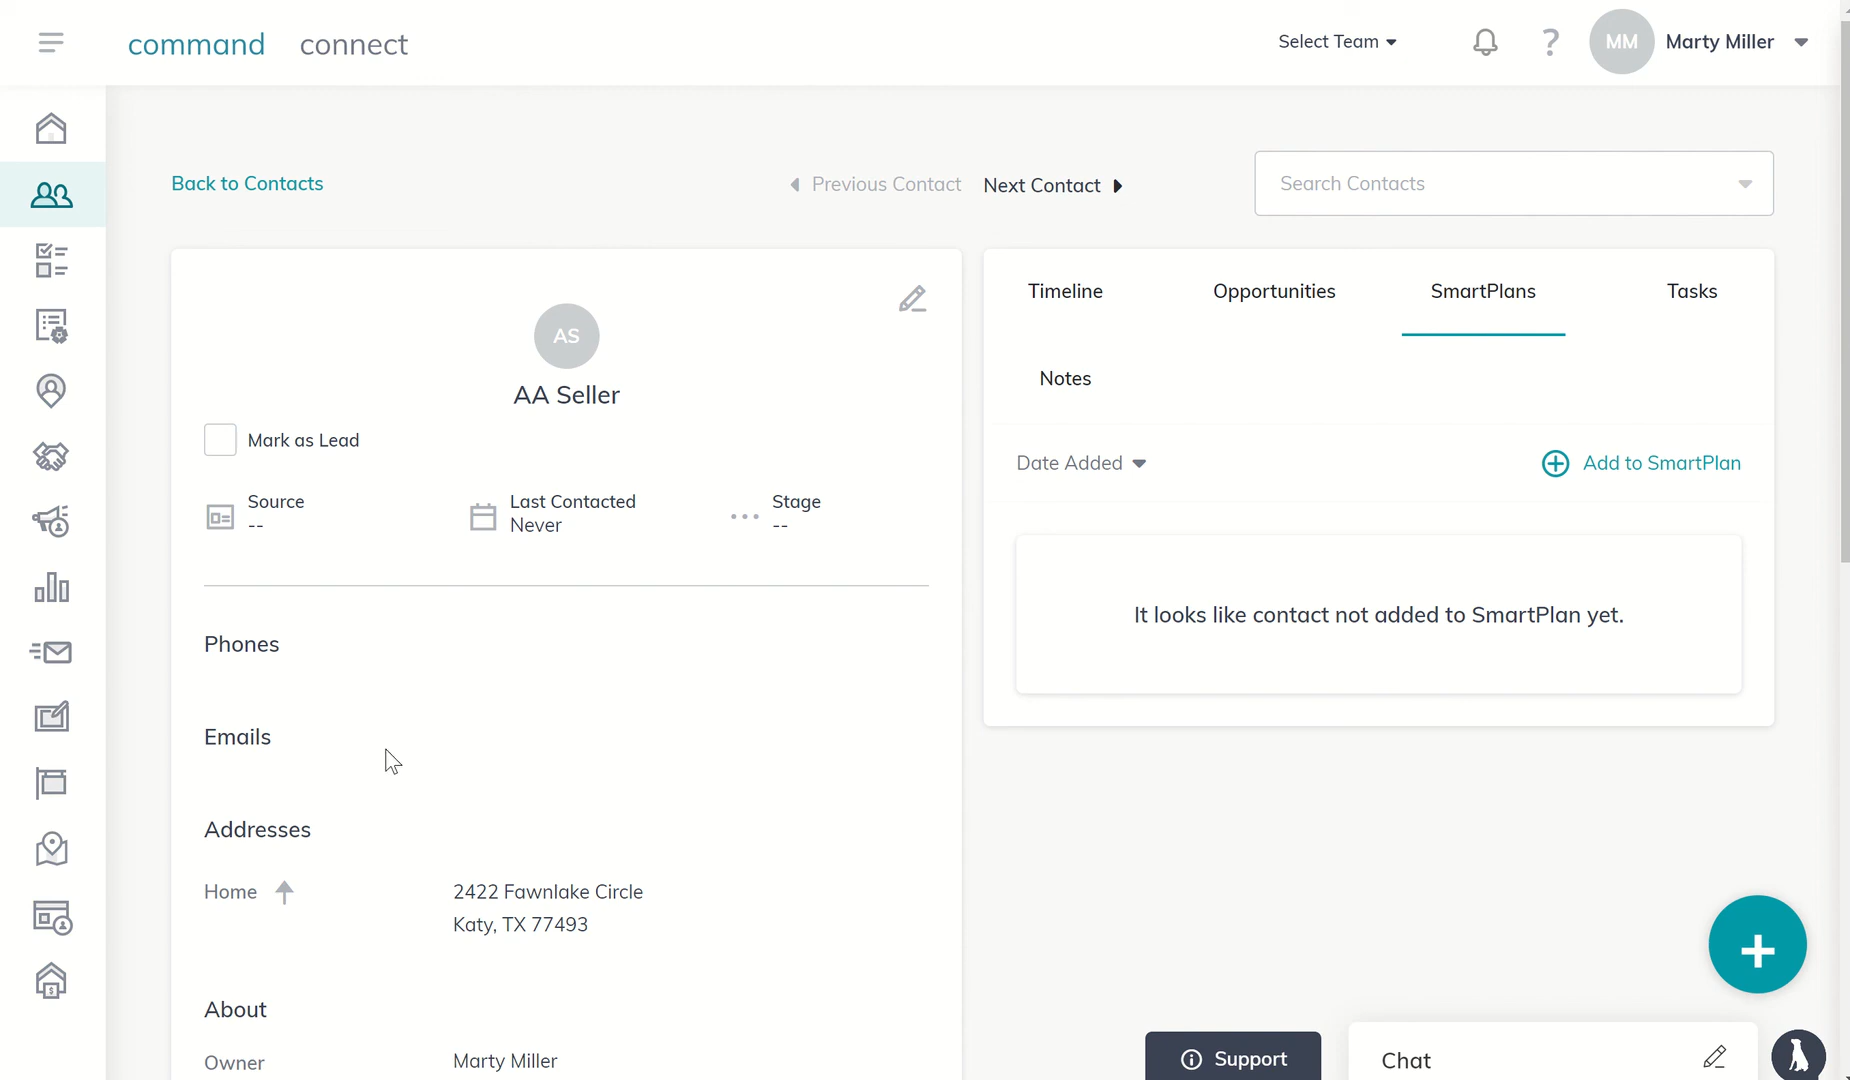 command connect
Select Team
?
MM
Marty Miller
Back to Contacts
Previous Contact
Next Contact
Search Contacts
AS
AA Seller
Mark as Lead
Source
--
Last Contacted
Never
Stage
--
Phones
Emails
Addresses
Home
2422 Fawnlake Circle
Katy, TX 77493
About
Owner
Marty Miller
Timeline
Opportunities
SmartPlans
Tasks
Notes
Date Added
Add to SmartPlan
It looks like contact not added to SmartPlan yet.
+
Support
Chat